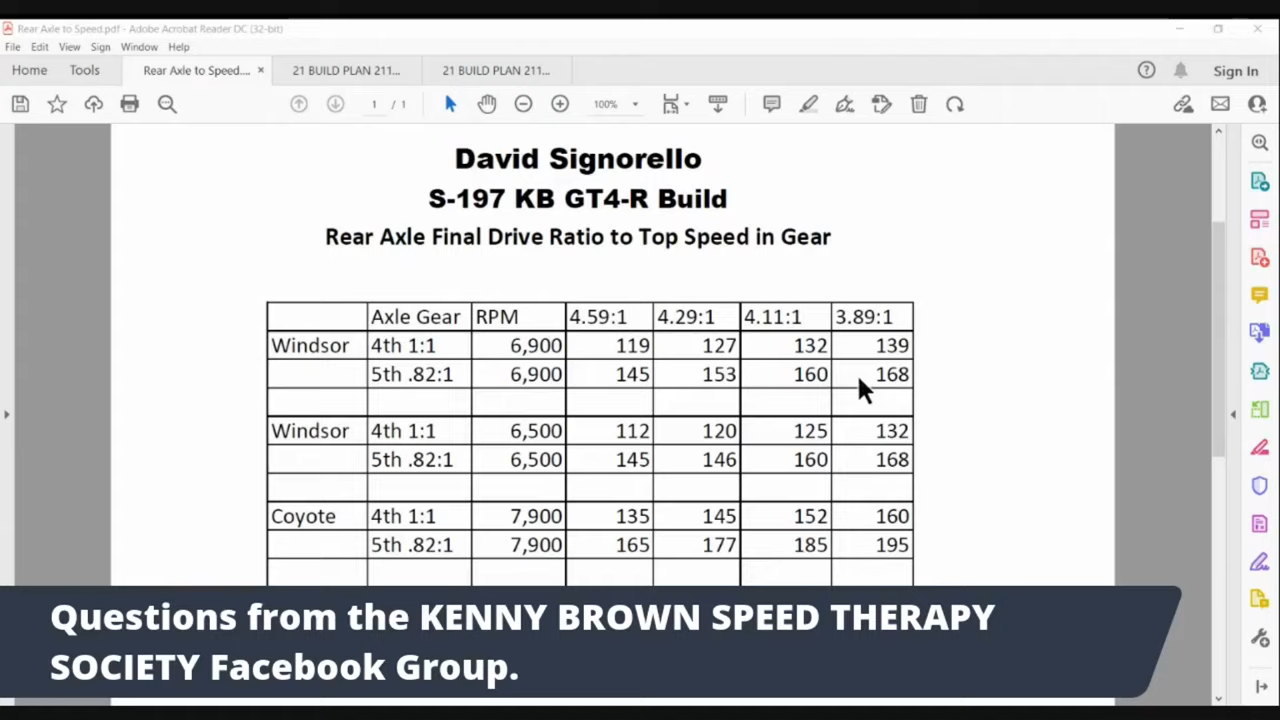 Rear Axle to Speed.pdf - Adobe Acrobat Reader DC (32-bit)
File Edit View Sign Window Help
Home Tools Rear Axle to Speed.... × 21 BUILD PLAN 211... 21 BUILD PLAN 211... Sign In
1 / 1 100%
David Signorello
S-197 KB GT4-R Build
Rear Axle Final Drive Ratio to Top Speed in Gear
Axle Gear RPM 4.59:1 4.29:1 4.11:1 3.89:1
Windsor 4th 1:1 6,900 119 127 132 139
5th .82:1 6,900 145 153 160 168
Windsor 4th 1:1 6,500 112 120 125 132
5th .82:1 6,500 145 146 160 168
Coyote 4th 1:1 7,900 135 145 152 160
5th .82:1 7,900 165 177 185 195
Questions from the KENNY BROWN SPEED THERAPY
SOCIETY Facebook Group.